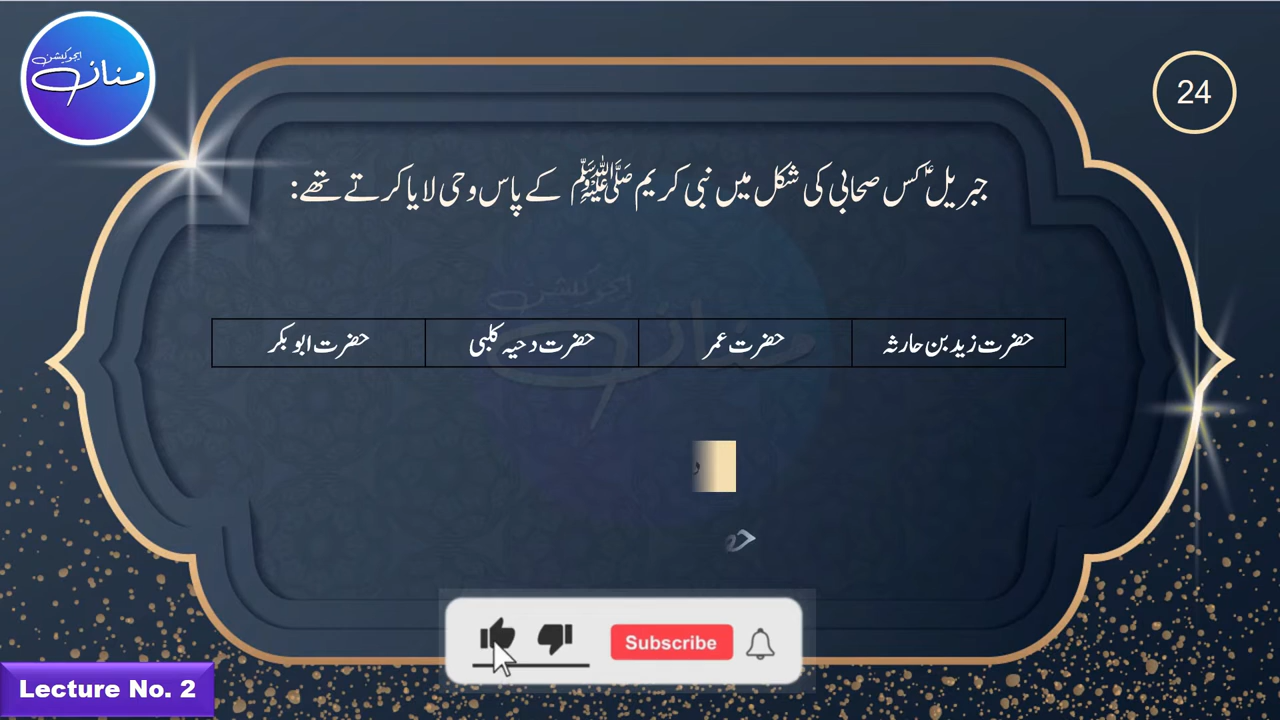 منان
ایجوکیشن
24
جبریلؑ کس صحابی کی شکل میں نبی کریم ﷺ کے پاس وحی لایا کرتے تھے:
حضرت زید بن حارثہ
حضرت عمر
حضرت دحیہ کلبی
حضرت ابو بکر
Subscribe
Lecture No. 2